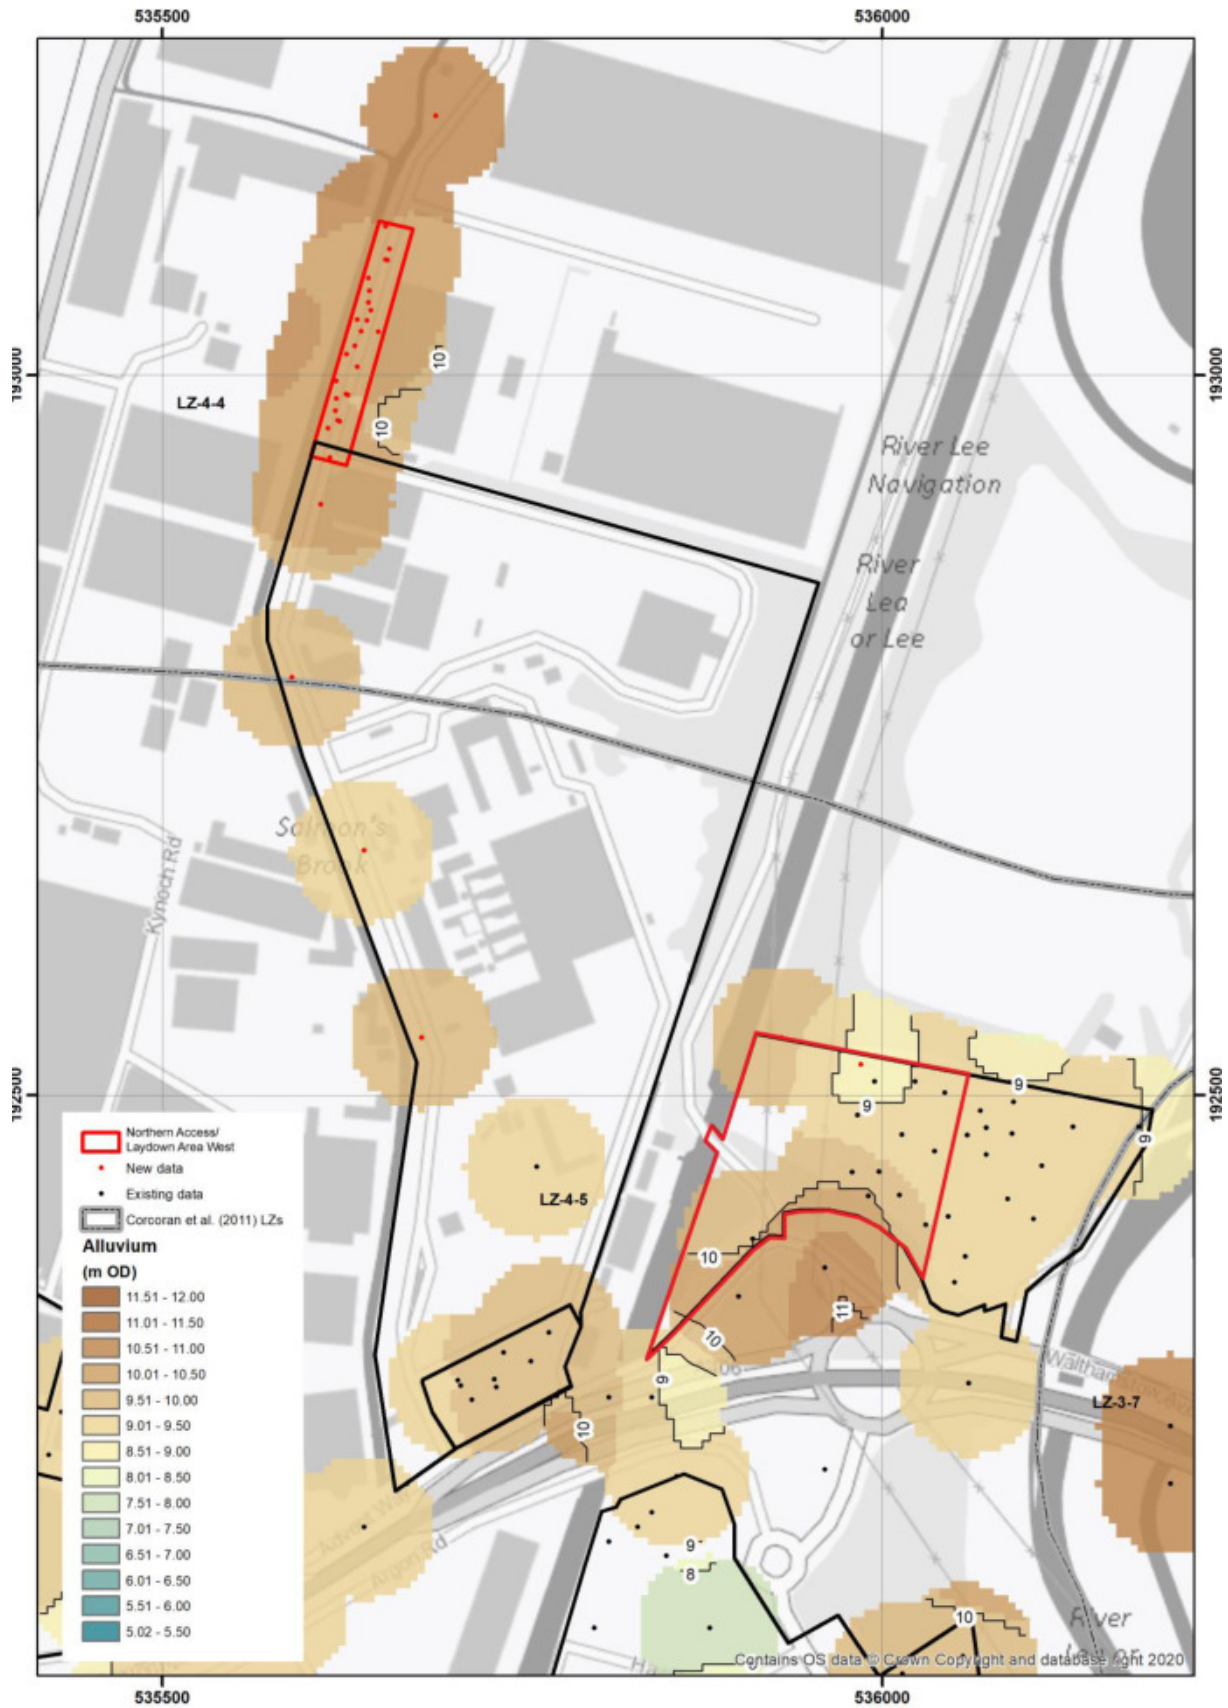 535500
536000
193000
193000
LZ-4-4
10
10
River Lee
Navigation
River
Lea
or Lee
Salmon's
Brook
Kynoch Rd
192500
192500
9
9
9
Northern Access/
Laydown Area West
New data
Existing data
Corcoran et al. (2011) LZs
Alluvium
(m OD)
11.51 - 12.00
11.01 - 11.50
10.51 - 11.00
10.01 - 10.50
9.51 - 10.00
9.01 - 9.50
8.51 - 9.00
8.01 - 8.50
7.51 - 8.00
7.01 - 7.50
6.51 - 7.00
6.01 - 6.50
5.51 - 6.00
5.02 - 5.50
LZ-4-5
10
11
10
9
10
LZ-3-7
Argon Rd
9
8
10
River
Contains OS data © Crown Copyright and database right 2020
535500
536000